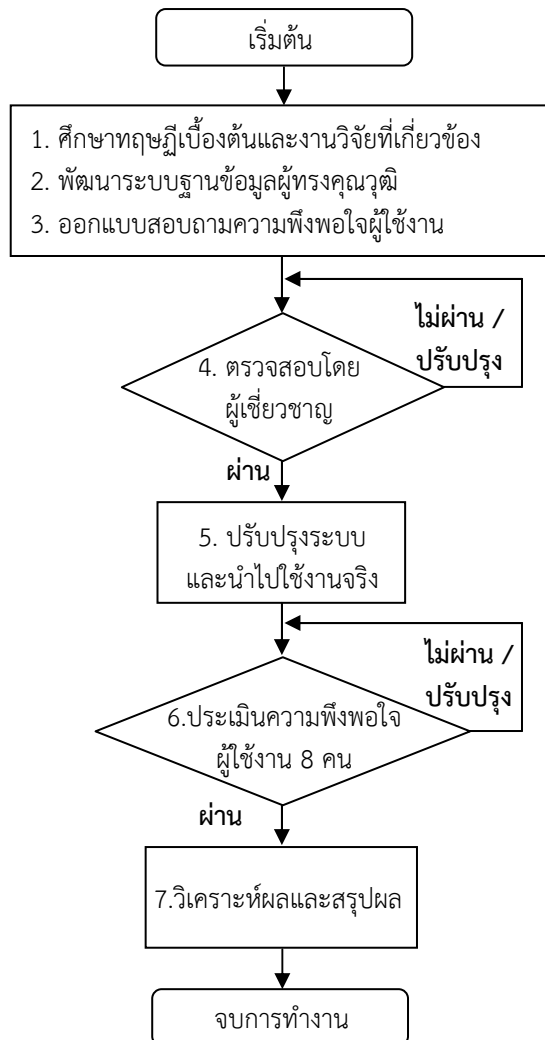 เริ่มต้น
1. ศึกษาทฤษฏีเบื้องต้นและงานวิจัยที่เกี่ยวข้อง
2. พัฒนาระบบฐานข้อมูลผู้ทรงคุณวุฒิ
3. ออกแบบสอบถามความพึงพอใจผู้ใช้งาน
ไม่ผ่าน /
ปรับปรุง
4. ตรวจสอบโดย
ผู้เชี่ยวชาญ
ผ่าน
5. ปรับปรุงระบบ
และนำไปใช้งานจริง
ไม่ผ่าน /
ปรับปรุง
6.ประเมินความพึงพอใจ
ผู้ใช้งาน 8 คน
ผ่าน
7.วิเคราะห์ผลและสรุปผล
จบการทำงาน